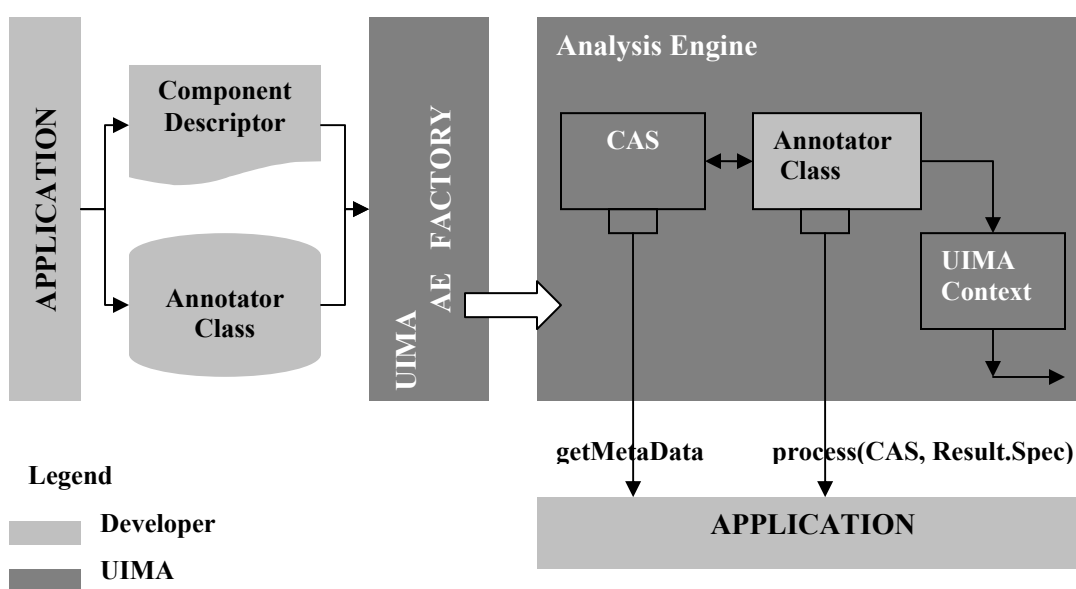 APPLICATION
Component
Descriptor
Annotator
Class
UIMA
AE FACTORY
Analysis Engine
CAS
Annotator
Class
UIMA
Context
getMetaData
process(CAS, Result.Spec)
APPLICATION
Legend
Developer
UIMA